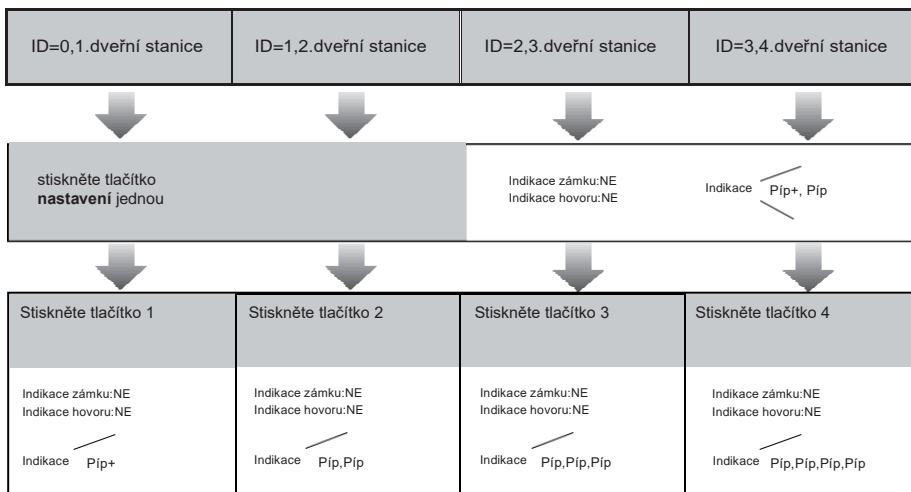 ID=0,1.dveřní stanice
ID=1,2.dveřní stanice
ID=2,3.dveřní stanice
ID=3,4.dveřní stanice
stiskněte tlačítko
nastavení jednou
Indikace zámku:NE
Indikace hovoru:NE
Indikace Píp+, Píp
Stiskněte tlačítko 1
Indikace zámku:NE
Indikace hovoru:NE
Indikace Píp+
Stiskněte tlačítko 2
Indikace zámku:NE
Indikace hovoru:NE
Indikace Píp,Píp
Stiskněte tlačítko 3
Indikace zámku:NE
Indikace hovoru:NE
Indikace Píp,Píp,Píp
Stiskněte tlačítko 4
Indikace zámku:NE
Indikace hovoru:NE
Indikace Píp,Píp,Píp,Píp